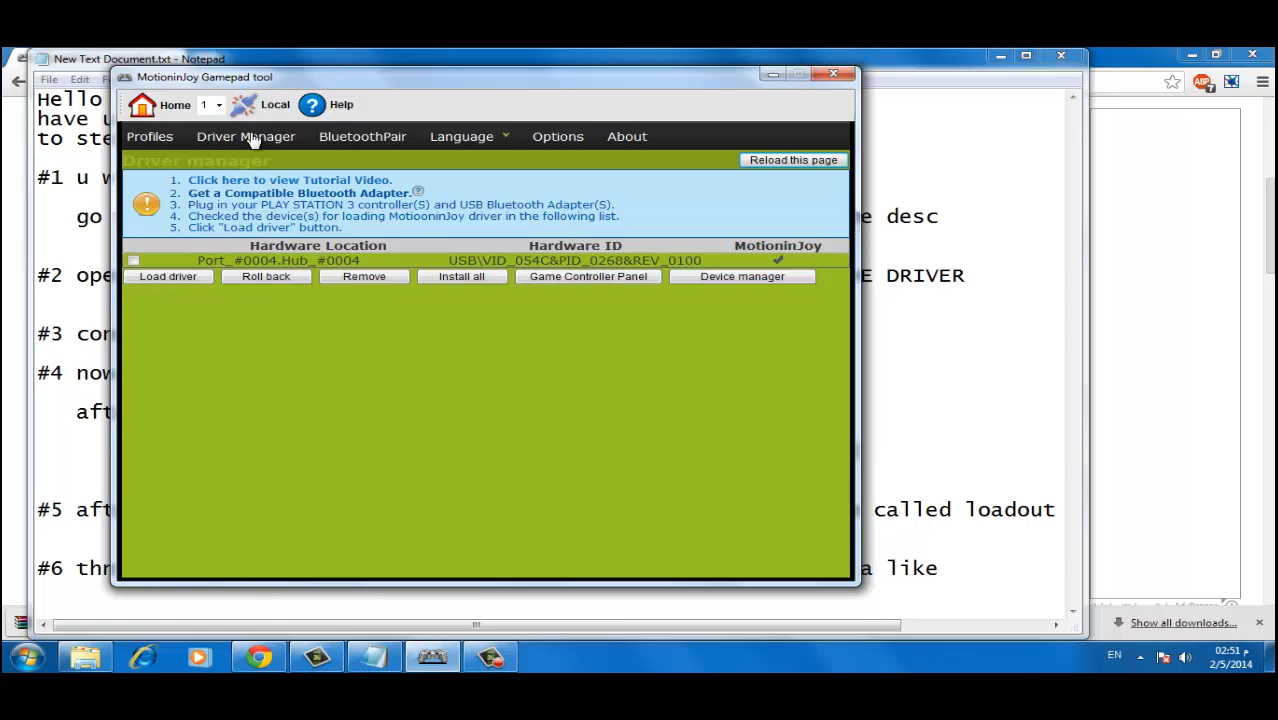 New Text Document.txt - Notepad
File Edit
Hello
have u
to ste
#1 u w
go
e desc
#2 ope
E DRIVER
#3 con
#4 now
aft
#5 aft
called loadout
#6 thr
a like
MotioninJoy Gamepad tool
Home 1 Local Help
Profiles Driver Manager BluetoothPair Language Options About
Driver manager
Reload this page
1. Click here to view Tutorial Video.
2. Get a Compatible Bluetooth Adapter.
3. Plug in your PLAY STATION 3 controller(S) and USB Bluetooth Adapter(S).
4. Checked the device(s) for loading MotiooninJoy driver in the following list.
5. Click "Load driver" button.
Hardware Location Hardware ID MotioninJoy
Port_#0004.Hub_#0004 USB\VID_054C&PID_0268&REV_0100
Load driver Roll back Remove Install all Game Controller Panel Device manager
ABP 7
Show all downloads...
EN
02:51 م
2/5/2014